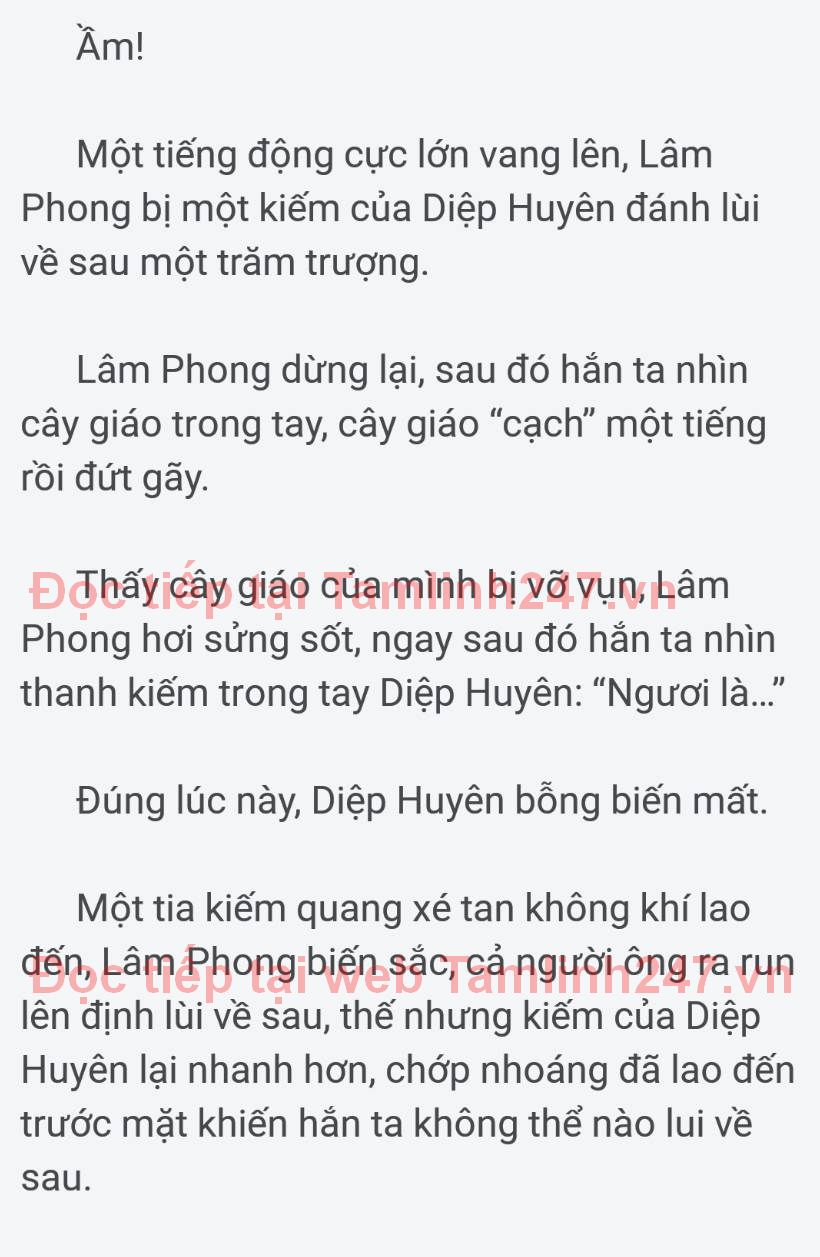 Ầm!
Một tiếng động cực lớn vang lên, Lâm
Phong bị một kiếm của Diệp Huyên đánh lùi
về sau một trăm trượng.
Lâm Phong dừng lại, sau đó hắn ta nhìn
cây giáo trong tay, cây giáo “cạch” một tiếng
rồi đứt gãy.
Thấy cây giáo của mình bị vỡ vụn, Lâm
Đọc tiếp tại Tamlinh247.vn
Phong hơi sửng sốt, ngay sau đó hắn ta nhìn
thanh kiếm trong tay Diệp Huyên: “Ngươi là...”
Đúng lúc này, Diệp Huyên bỗng biến mất.
Một tia kiếm quang xé tan không khí lao
đến, Lâm Phong biến sắc, cả người ông ra run
Đọc tiếp tại web Tamlinh247.vn
lên định lùi về sau, thế nhưng kiếm của Diệp
Huyên lại nhanh hơn, chớp nhoáng đã lao đến
trước mặt khiến hắn ta không thể nào lui về
sau.